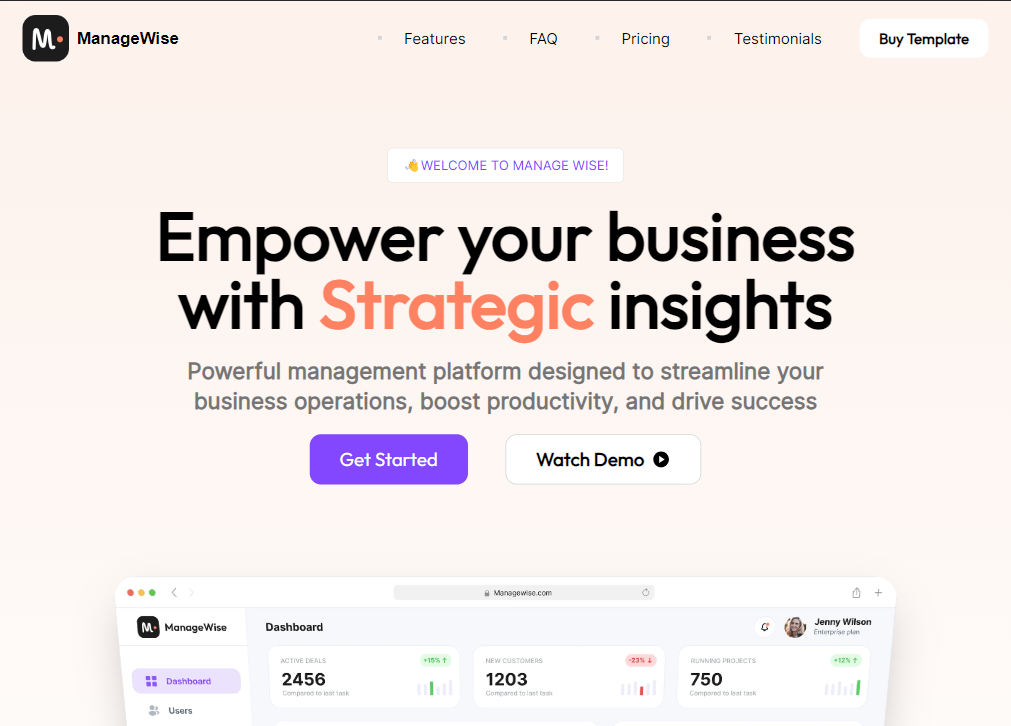 M. ManageWise
Features
FAQ
Pricing
Testimonials
Buy Template
👋WELCOME TO MANAGE WISE!
Empower your business
with Strategic insights
Powerful management platform designed to streamline your
business operations, boost productivity, and drive success
Get Started
Watch Demo
Managewise.com
M. ManageWise
Dashboard
Jenny Wilson
Enterprise plan
ACTIVE DEALS
+15% ↑
2456
Compared to last task
NEW CUSTOMERS
-23% ↓
1203
Compared to last task
RUNNING PROJECTS
+12% ↑
750
Compared to last task
Dashboard
Users